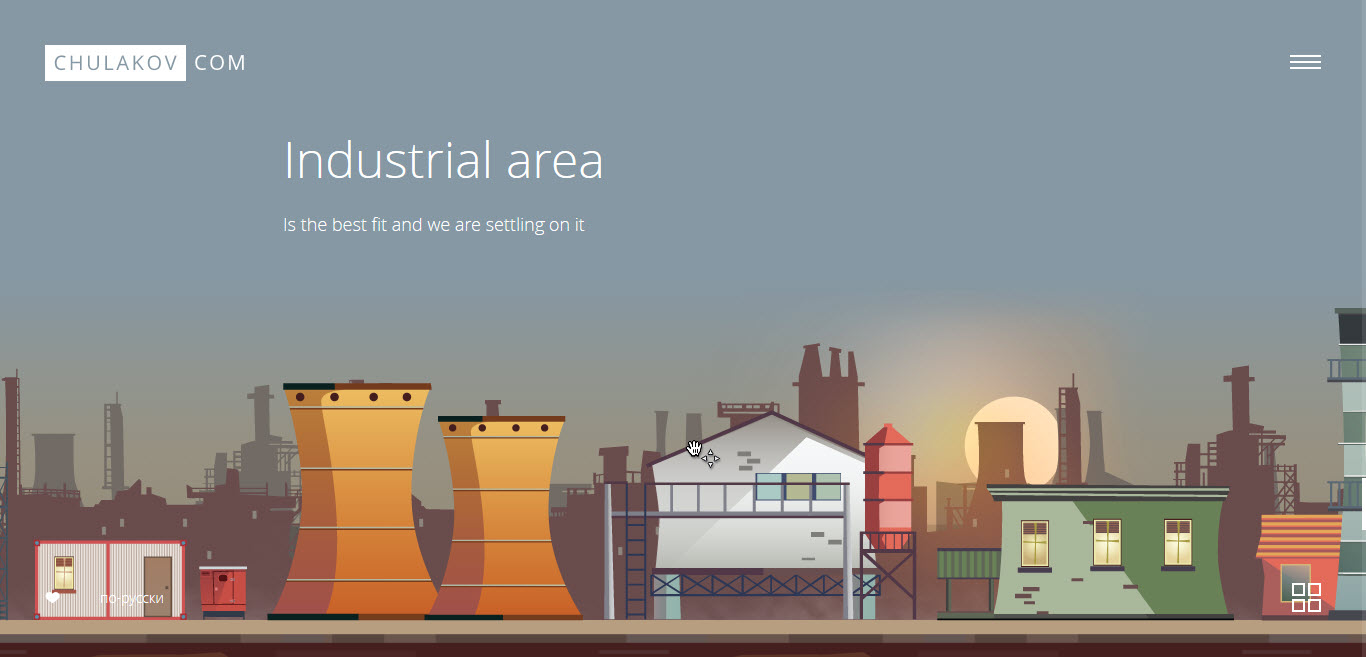 CHULAKOV COM
Industrial area
Is the best fit and we are settling on it
по-русски